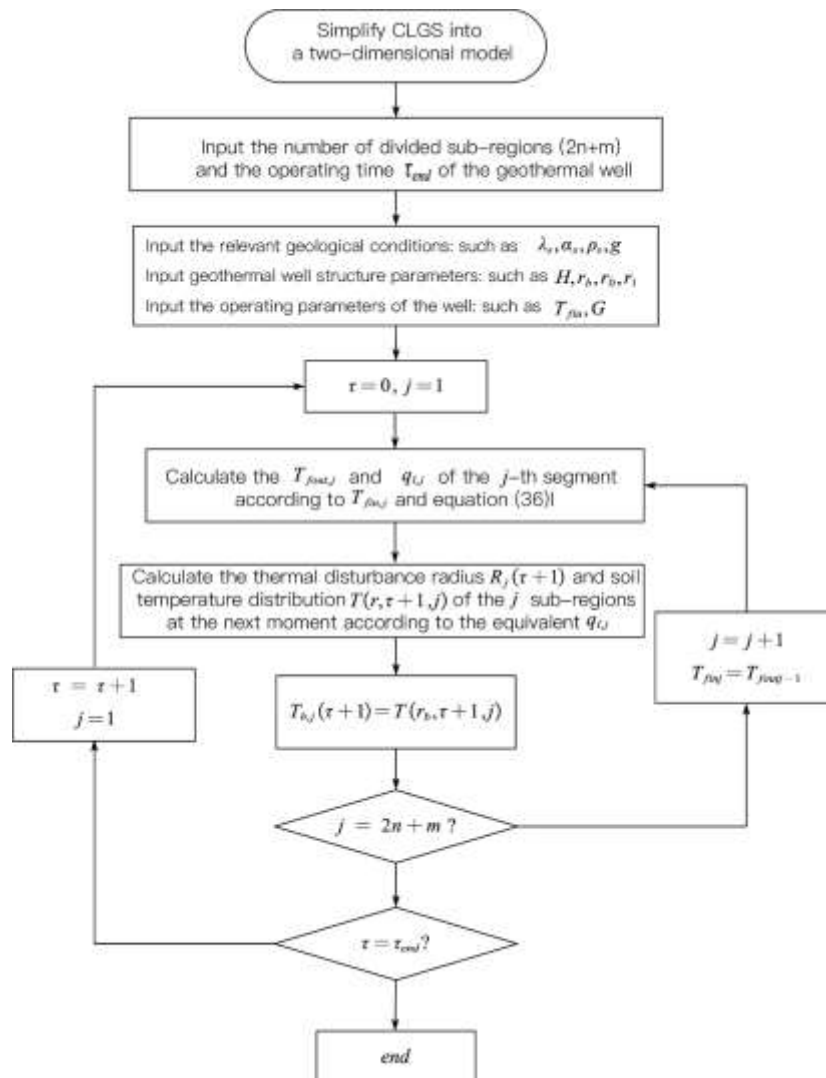 Simplify CLGS into
a two-dimensional model
Input the number of divided sub-regions (2n+m)
and the operating time τ_end of the geothermal well
Input the relevant geological conditions: such as λ_s, α_s, ρ_s, g
Input geothermal well structure parameters: such as H, r_b, r_b, r_1
Input the operating parameters of the well: such as T_fin, G
τ = 0, j = 1
Calculate the T_fout,j and q_l,j of the j-th segment
according to T_fin,j and equation (36)l
Calculate the thermal disturbance radius R_j(τ+1) and soil
temperature distribution T(r,τ+1,j) of the j sub-regions
at the next moment according to the equivalent q_l,j
j = j+1
T_finj = T_foutj-1
τ = τ+1
j=1
T_b,j(τ+1) = T(r_b,τ+1,j)
j = 2n + m ?
τ = τ_end?
end